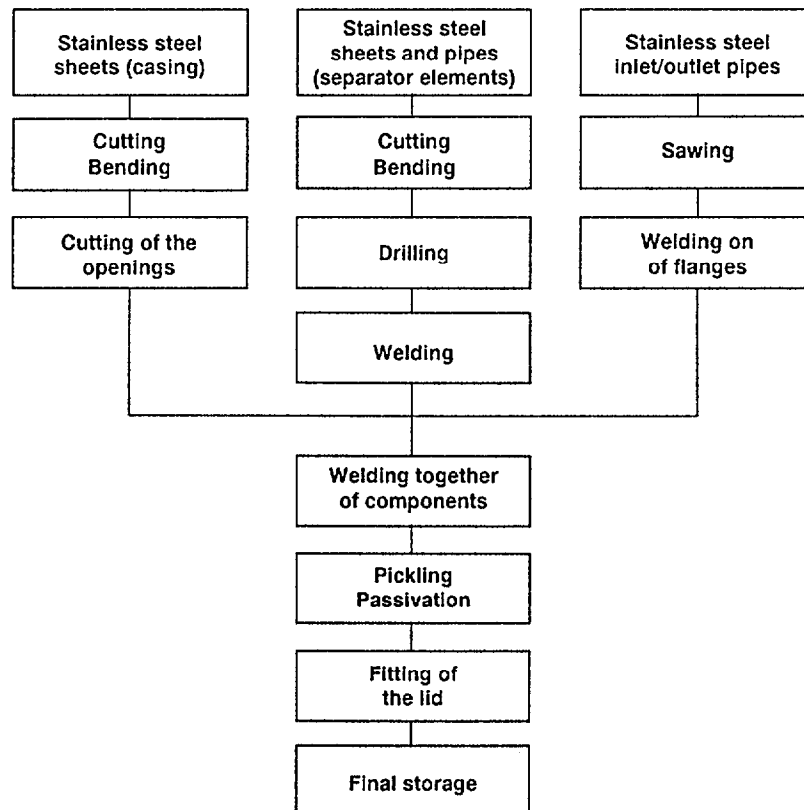 Stainless steel
sheets (casing)
Stainless steel
sheets and pipes
(separator elements)
Stainless steel
inlet/outlet pipes
Cutting
Bending
Cutting
Bending
Sawing
Cutting of the
openings
Drilling
Welding on
of flanges
Welding
Welding together
of components
Pickling
Passivation
Fitting of
the lid
Final storage